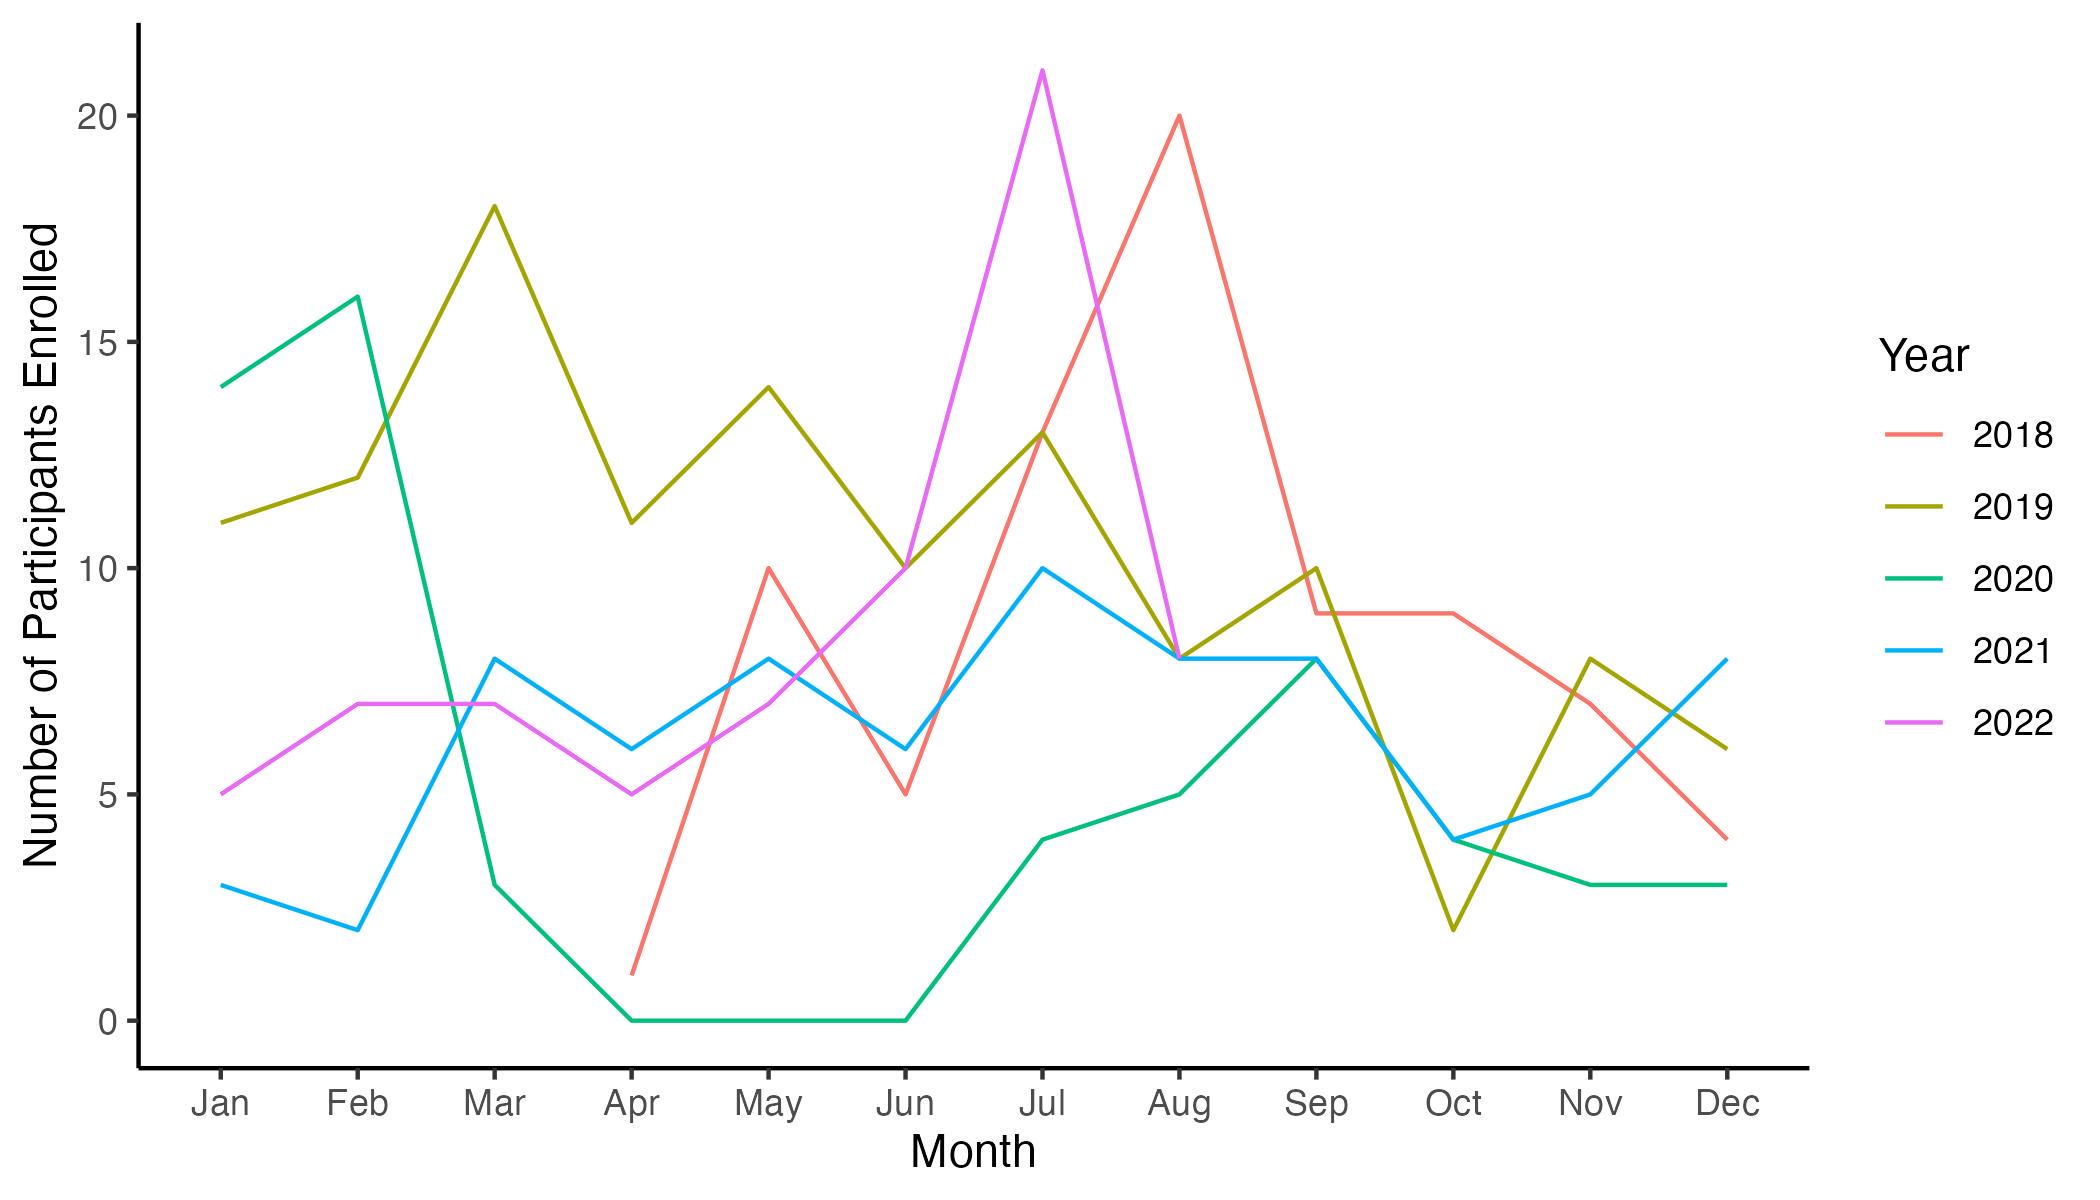 Number of Participants Enrolled
20
15
10
5
0
Jan Feb Mar Apr May Jun Jul Aug Sep Oct Nov Dec
Month
Year
2018
2019
2020
2021
2022